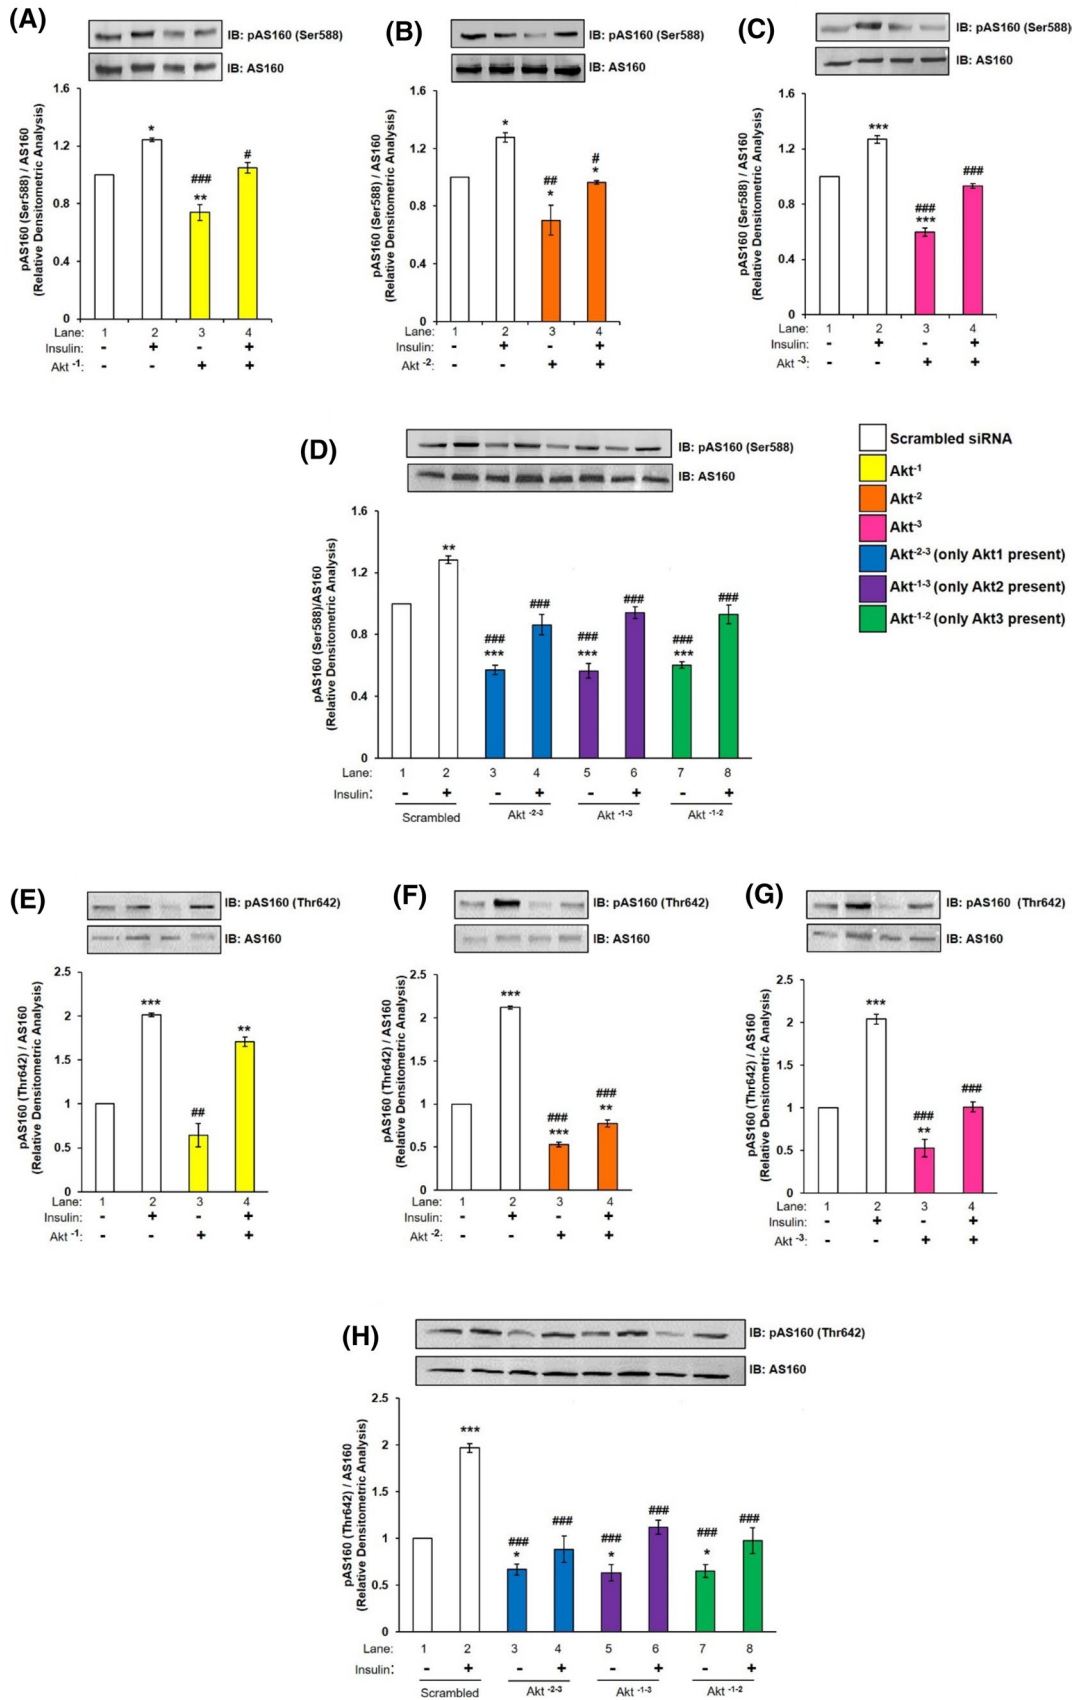 (A)
IB: pAS160 (Ser588)
IB: AS160
pAS160 (Ser588) / AS160
(Relative Densitometric Analysis)
1.6
1.2
0.8
0.4
0
*
###
**
#
Lane: 1 2 3 4
Insulin: - + - +
Akt -1: - - + +
(B)
IB: pAS160 (Ser588)
IB: AS160
pAS160 (Ser588) / AS160
(Relative Densitometric Analysis)
1.6
1.2
0.8
0.4
0
*
##
*
#
*
Lane: 1 2 3 4
Insulin: - + - +
Akt -2: - - + +
(C)
IB: pAS160 (Ser588)
IB: AS160
pAS160 (Ser588) / AS160
(Relative Densitometric Analysis)
1.6
1.2
0.8
0.4
0
***
###
***
###
Lane: 1 2 3 4
Insulin: - + - +
Akt -3: - - + +
(D)
IB: pAS160 (Ser588)
IB: AS160
pAS160 (Ser588)/AS160
(Relative Densitometric Analysis)
1.6
1.2
0.8
0.4
0
**
###
***
###
###
***
###
###
***
###
Lane: 1 2 3 4 5 6 7 8
Insulin: - + - + - + - +
Scrambled Akt -2-3 Akt -1-3 Akt -1-2
Scrambled siRNA
Akt-1
Akt-2
Akt-3
Akt-2-3 (only Akt1 present)
Akt-1-3 (only Akt2 present)
Akt-1-2 (only Akt3 present)
(E)
IB: pAS160 (Thr642)
IB: AS160
pAS160 (Thr642) / AS160
(Relative Densitometric Analysis)
2.5
2
1.5
1
0.5
0
***
##
**
Lane: 1 2 3 4
Insulin: - + - +
Akt -1: - - + +
(F)
IB: pAS160 (Thr642)
IB: AS160
pAS160 (Thr642) / AS160
(Relative Densitometric Analysis)
2.5
2
1.5
1
0.5
0
***
###
***
###
**
Lane: 1 2 3 4
Insulin: - + - +
Akt -2: - - + +
(G)
IB: pAS160 (Thr642)
IB: AS160
pAS160 (Thr642) / AS160
(Relative Densitometric Analysis)
2.5
2
1.5
1
0.5
0
***
###
**
###
Lane: 1 2 3 4
Insulin: - + - +
Akt -3: - - + +
(H)
IB: pAS160 (Thr642)
IB: AS160
pAS160 (Thr642) / AS160
(Relative Densitometric Analysis)
2.5
2
1.5
1
0.5
0
***
###
*
###
###
*
###
###
*
###
Lane: 1 2 3 4 5 6 7 8
Insulin: - + - + - + - +
Scrambled Akt -2-3 Akt -1-3 Akt -1-2